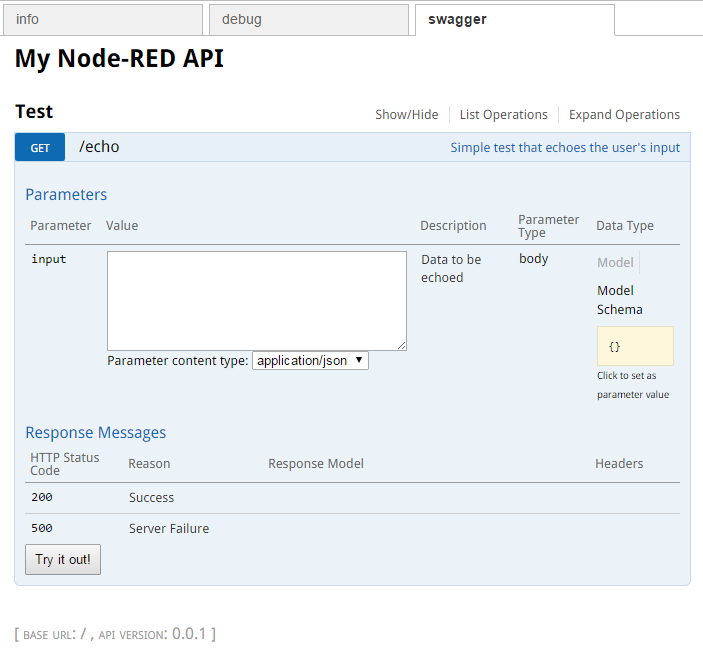 info debug swagger
My Node-RED API
Test Show/Hide List Operations Expand Operations
GET /echo Simple test that echoes the user's input
Parameters
Parameter Value Description Parameter Type Data Type
input Data to be echoed body Model
Model Schema
{}
Click to set as parameter value
Parameter content type: application/json
Response Messages
HTTP Status Code Reason Response Model Headers
200 Success
500 Server Failure
Try it out!
[ BASE URL: / , API VERSION: 0.0.1 ]